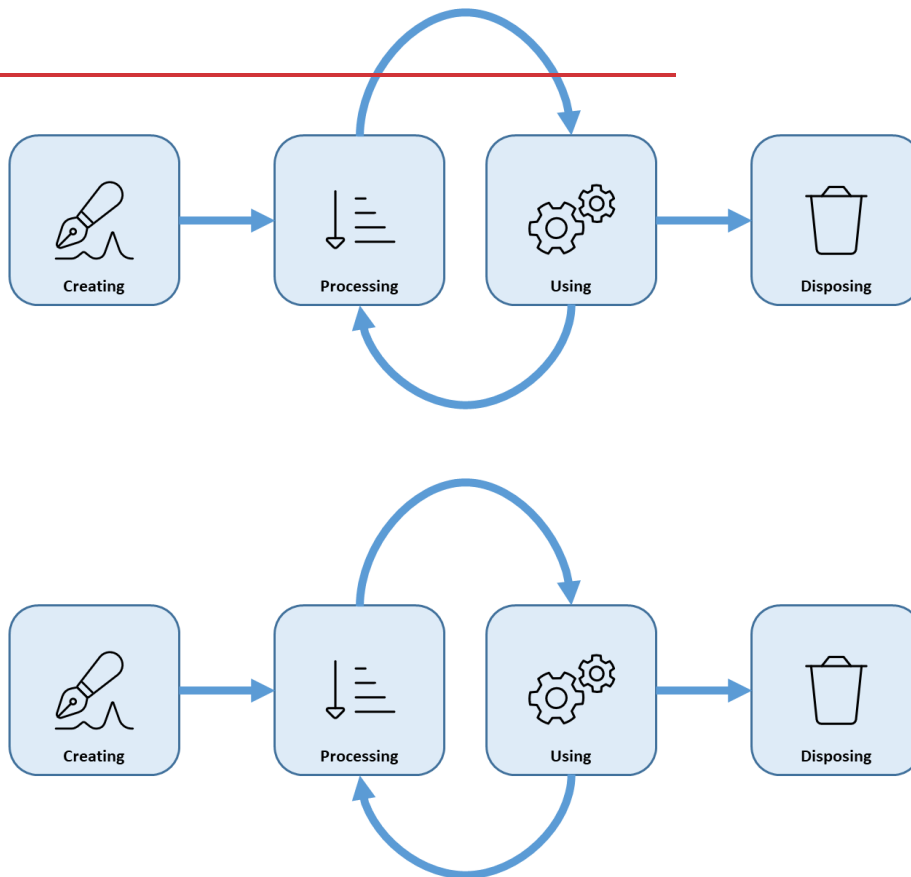 Creating
Processing
Using
Disposing
Creating
Processing
Using
Disposing